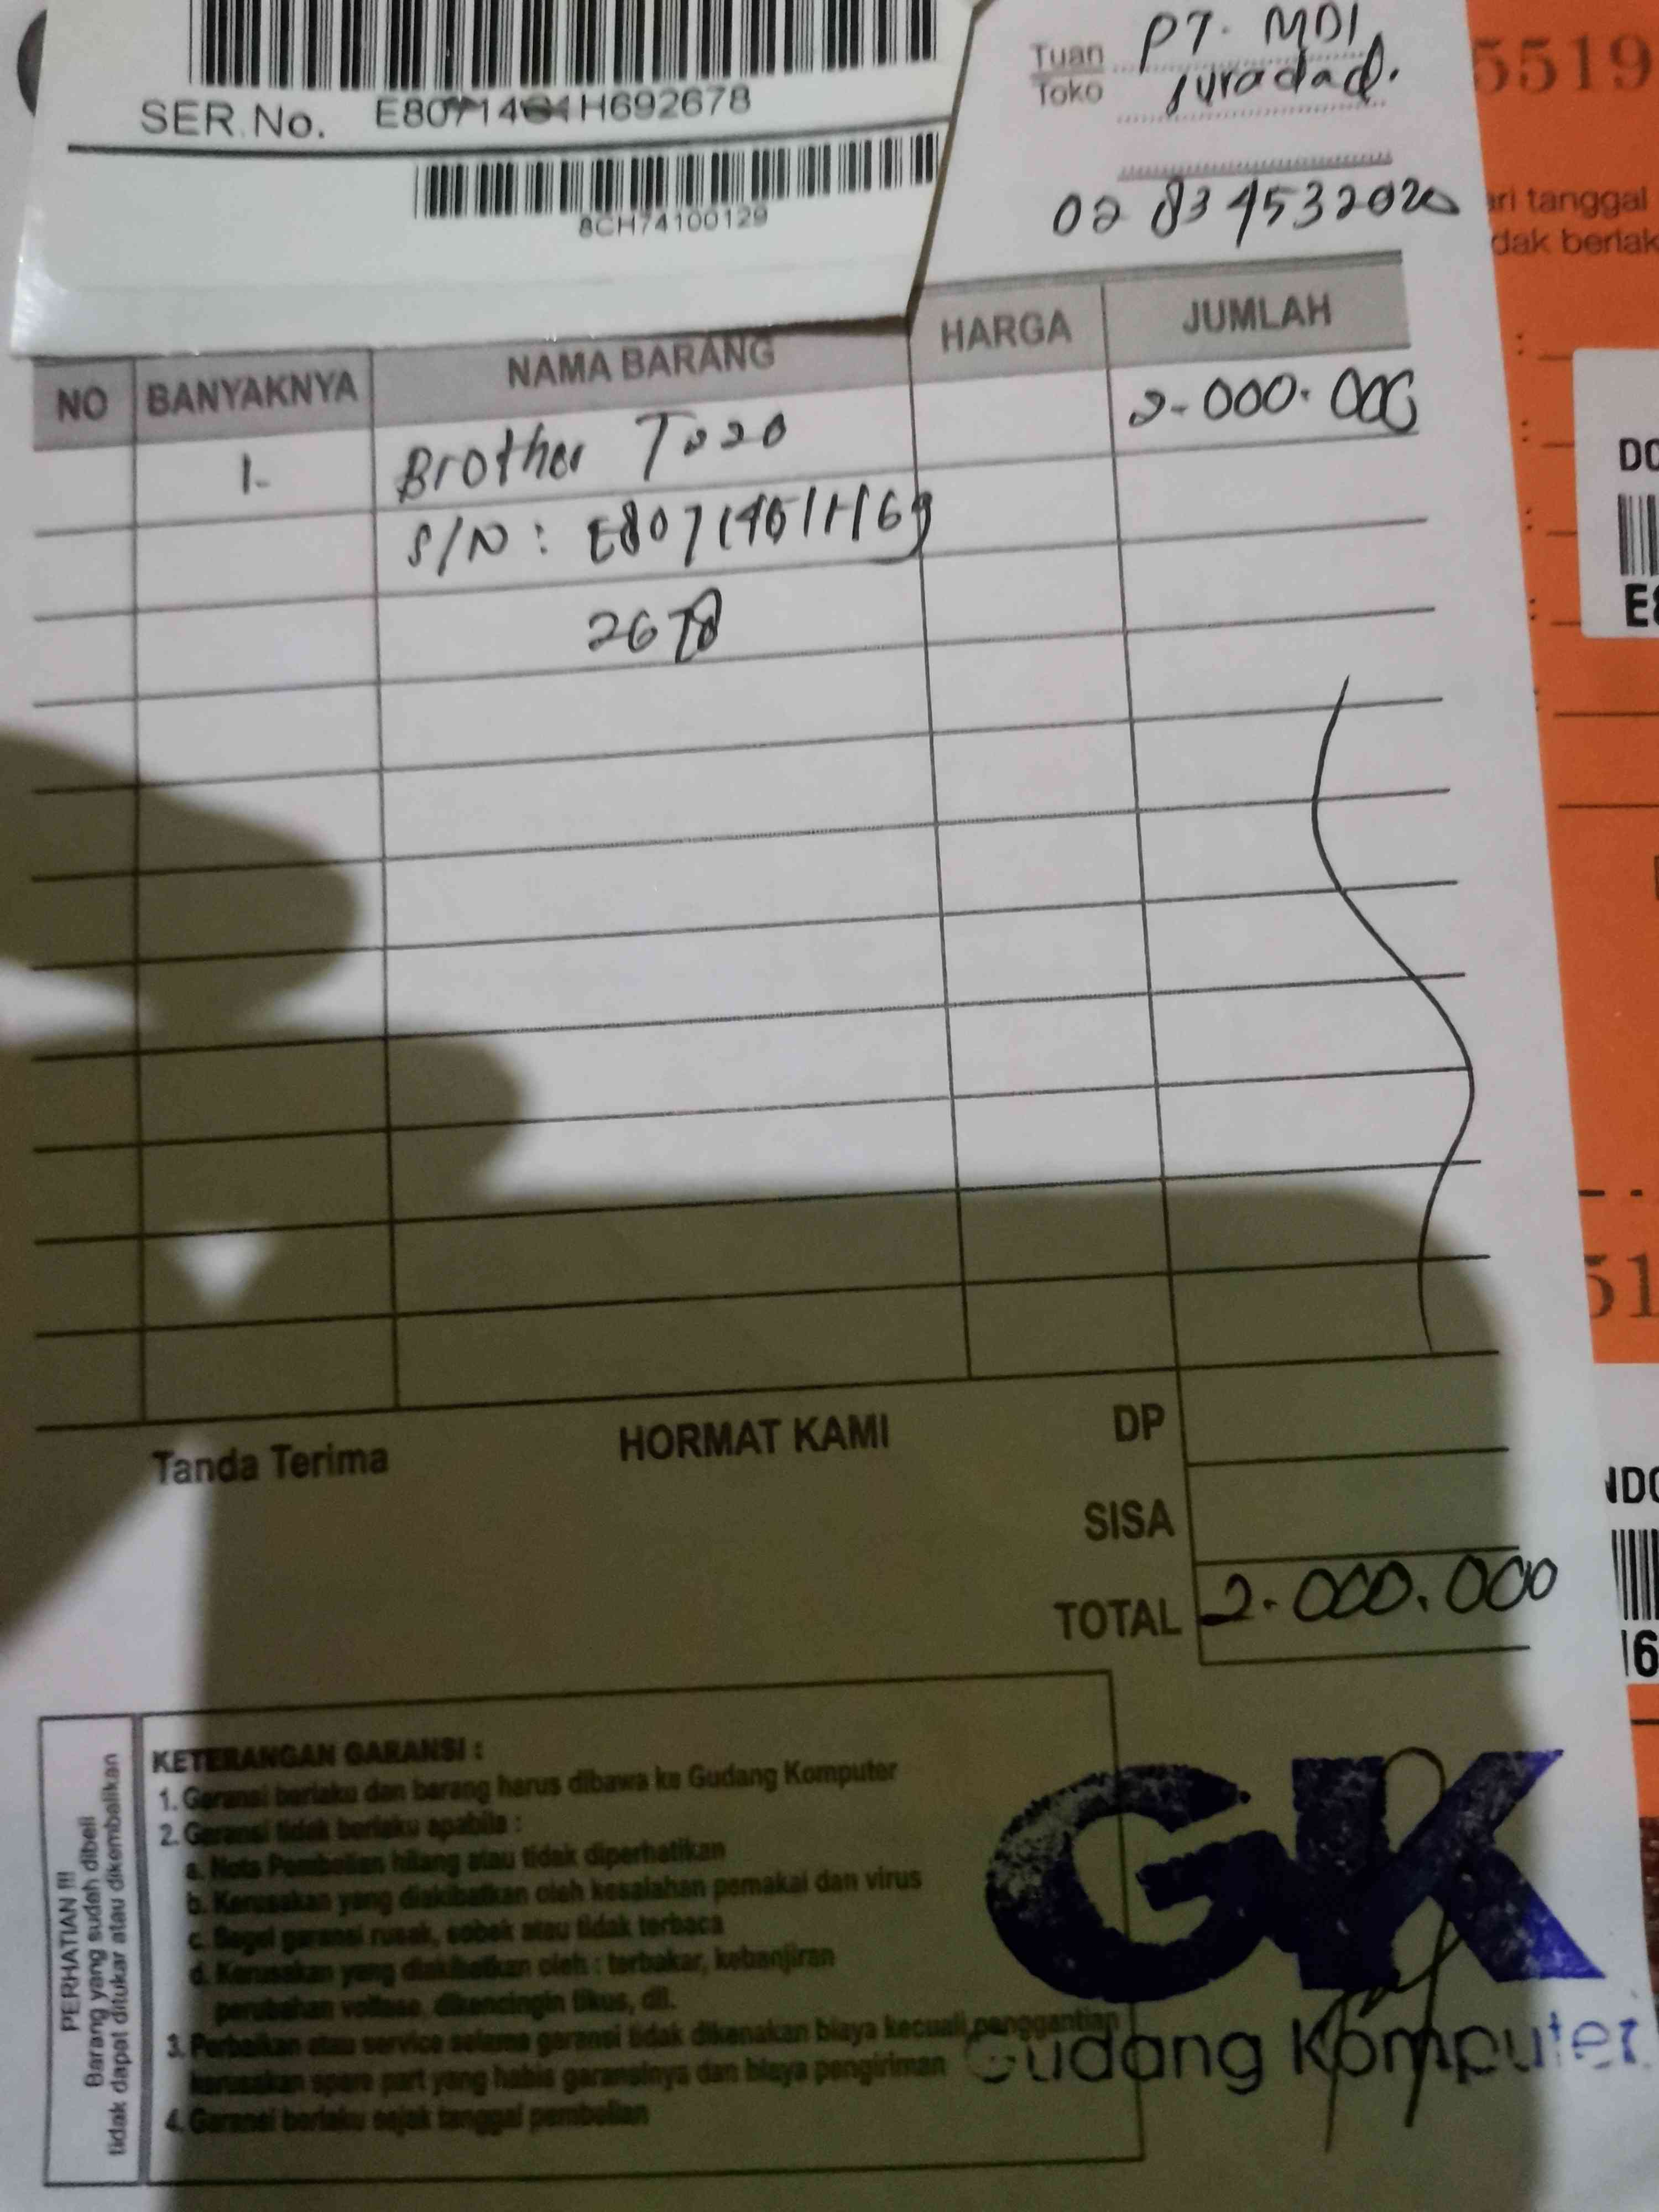 SER.No.
8CH74100129
Tuan PT. MDI
Toko
5519
ari tanggal
dak berlak
NO BANYAKNYA NAMA BARANG HARGA JUMLAH
1- Brother T220 2-000.000
S/N : E80714
2678
DP
SISA
TOTAL 2.000.000
Tanda Terima HORMAT KAMI
PERHATIAN !!!
Barang yang sudah dibeli
tidak dapat ditukar atau dikembalikan
KETERANGAN GARANSI :
1. Garansi berlaku dan barang harus dibawa ke Gudang Komputer
2. Garansi tidak berlaku apabila :
a. Nota Pembelian hilang atau tidak diperhatikan
b. Kerusakan yang diakibatkan oleh kesalahan pemakai dan virus
c. Segel garansi rusak, sobek atau tidak terbaca
d. Kerusakan yang diakibatkan oleh : terbakar, kebanjiran
perubahan voltase, dikencingin tikus, dll.
3. Perbaikan atau service selama garansi tidak dikenakan biaya kecuali penggantian
kerusakan spare part yang habis garansinya dan biaya pengiriman
4. Garansi berlaku sejak tanggal pembelian
GK
Gudang Komputer
51